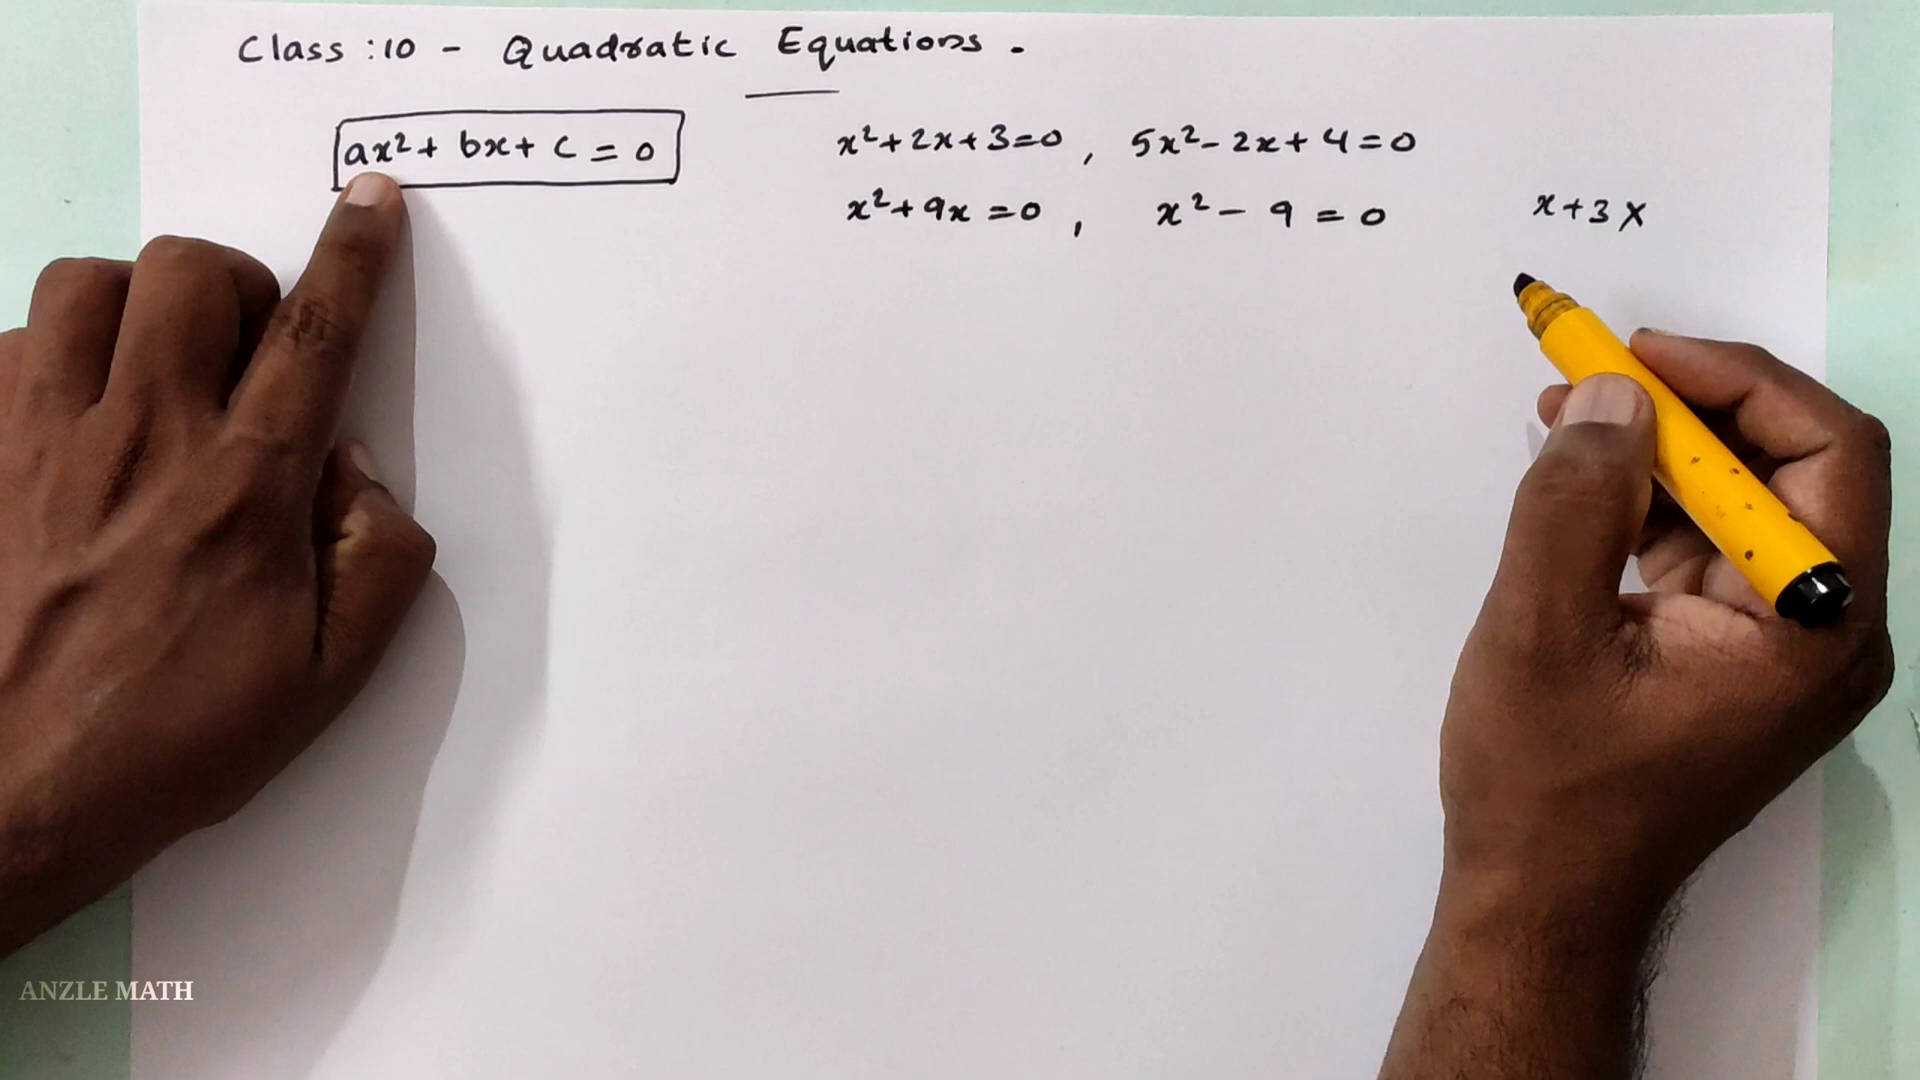 Class : 10 - Quadratic Equations .
ax² + bx + c = 0
x² + 2x + 3 = 0 , 5x² - 2x + 4 = 0
x² + 9x = 0 , x² - 9 = 0
x + 3 X
ANZLE MATH